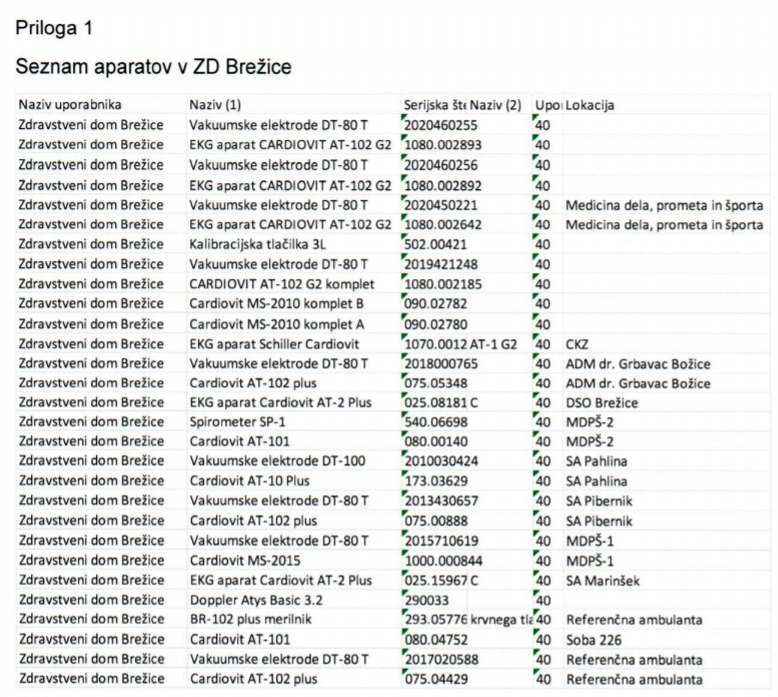 Priloga 1
Seznam aparatov v ZD Brežice
Naziv uporabnika Naziv (1) Serijska šte Naziv (2) Upo Lokacija
Zdravstveni dom Brežice Vakuumske elektrode DT-80 T 2020460255 40
Zdravstveni dom Brežice EKG aparat CARDIOVIT AT-102 G2 1080.002893 40
Zdravstveni dom Brežice Vakuumske elektrode DT-80 T 2020460256 40
Zdravstveni dom Brežice EKG aparat CARDIOVIT AT-102 G2 1080.002892 40
Zdravstveni dom Brežice Vakuumske elektrode DT-80 T 2020450221 40 Medicina dela, prometa in športa
Zdravstveni dom Brežice EKG aparat CARDIOVIT AT-102 G2 1080.002642 40 Medicina dela, prometa in športa
Zdravstveni dom Brežice Kalibracijska tlačilka 3L 502.00421 40
Zdravstveni dom Brežice Vakuumske elektrode DT-80 T 2019421248 40
Zdravstveni dom Brežice CARDIOVIT AT-102 G2 komplet 1080.002185 40
Zdravstveni dom Brežice Cardiovit MS-2010 komplet B 090.02782 40
Zdravstveni dom Brežice Cardiovit MS-2010 komplet A 090.02780 40
Zdravstveni dom Brežice EKG aparat Schiller Cardiovit 1070.0012 AT-1 G2 40 CKZ
Zdravstveni dom Brežice Vakuumske elektrode DT-80 T 2018000765 40 ADM dr. Grbavac Božice
Zdravstveni dom Brežice Cardiovit AT-102 plus 075.05348 40 ADM dr. Grbavac Božice
Zdravstveni dom Brežice EKG aparat Cardiovit AT-2 Plus 025.08181 C 40 DSO Brežice
Zdravstveni dom Brežice Spirometer SP-1 540.06698 40 MDPŠ-2
Zdravstveni dom Brežice Cardiovit AT-101 080.00140 40 MDPŠ-2
Zdravstveni dom Brežice Vakuumske elektrode DT-100 2010030424 40 SA Pahlina
Zdravstveni dom Brežice Cardiovit AT-10 Plus 173.03629 40 SA Pahlina
Zdravstveni dom Brežice Vakuumske elektrode DT-80 T 2013430657 40 SA Pibernik
Zdravstveni dom Brežice Cardiovit AT-102 plus 075.00888 40 SA Pibernik
Zdravstveni dom Brežice Vakuumske elektrode DT-80 T 2015710619 40 MDPŠ-1
Zdravstveni dom Brežice Cardiovit MS-2015 1000.000844 40 MDPŠ-1
Zdravstveni dom Brežice EKG aparat Cardiovit AT-2 Plus 025.15967 C 40 SA Marinšek
Zdravstveni dom Brežice Doppler Atys Basic 3.2 290033 40
Zdravstveni dom Brežice BR-102 plus merilnik 293.05776 krvnega tla 40 Referenčna ambulanta
Zdravstveni dom Brežice Cardiovit AT-101 080.04752 40 Soba 226
Zdravstveni dom Brežice Vakuumske elektrode DT-80 T 2017020588 40 Referenčna ambulanta
Zdravstveni dom Brežice Cardiovit AT-102 plus 075.04429 40 Referenčna ambulanta